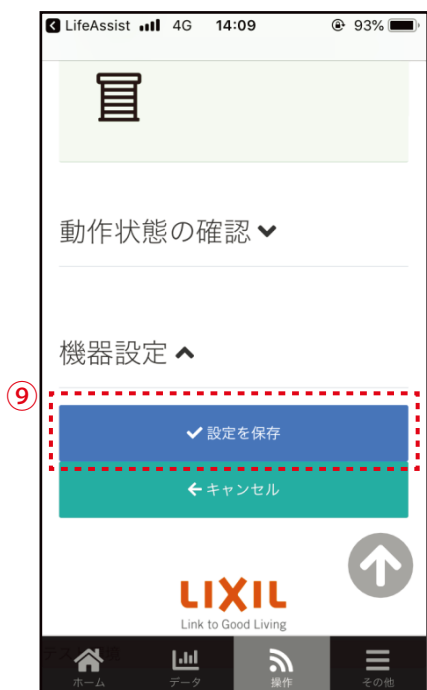 LifeAssist 4G 14:09 93%
動作状態の確認
機器設定
⑨
設定を保存
キャンセル
LIXIL
Link to Good Living
ホーム データ 操作 その他